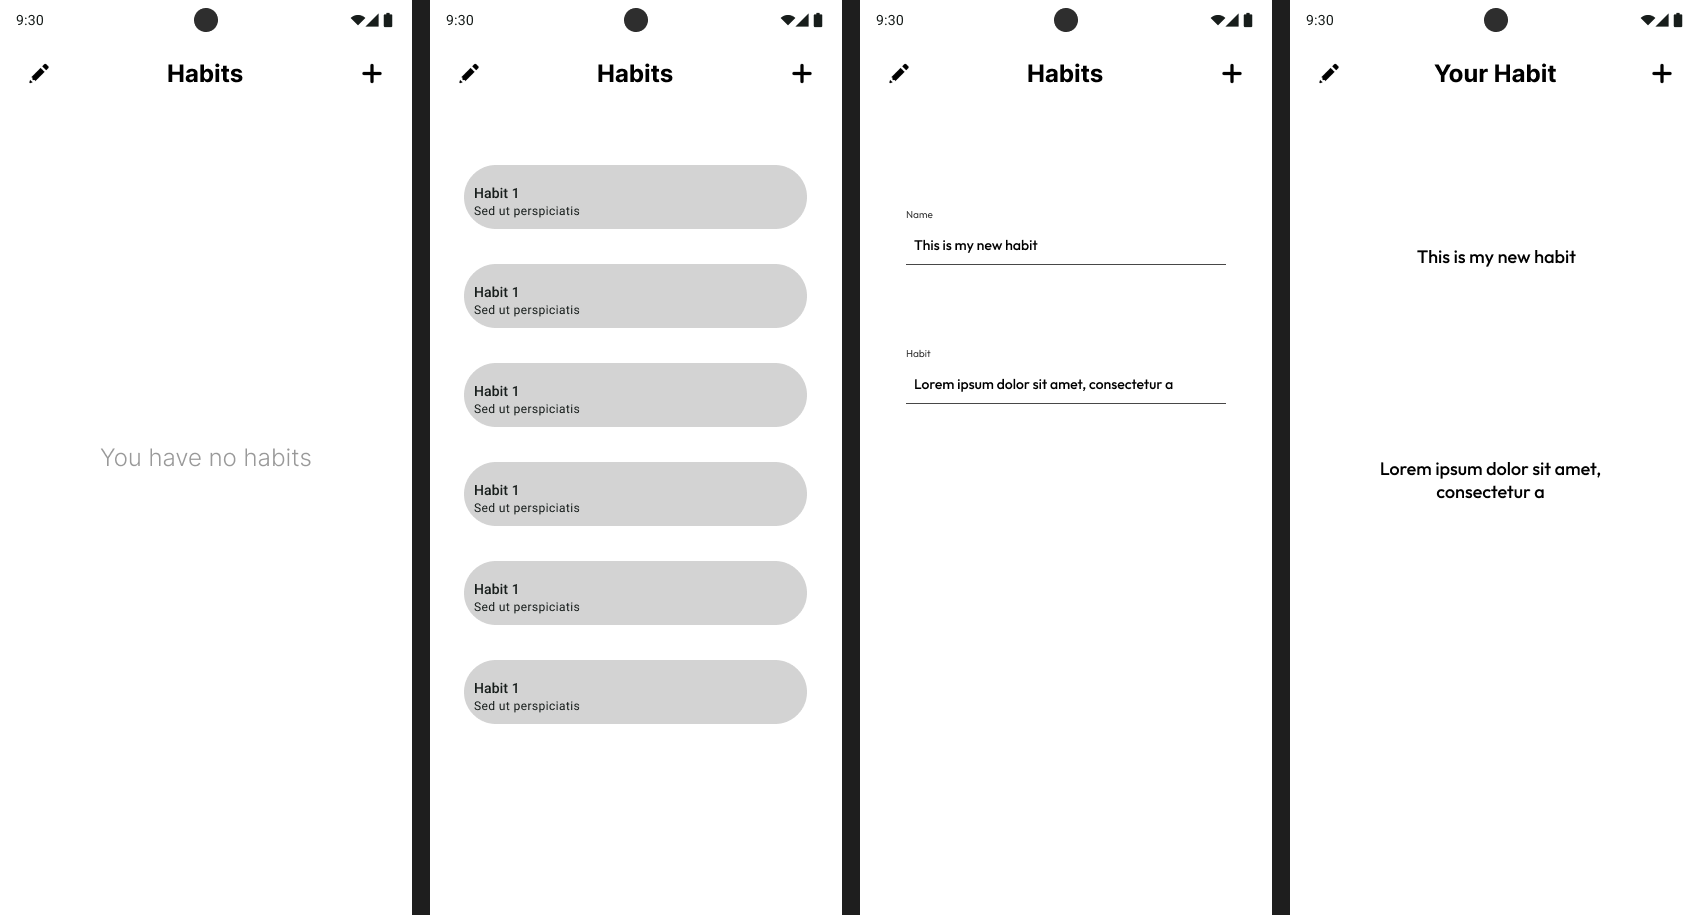 9:30
Habits
You have no habits
9:30
Habits
Habit 1
Sed ut perspiciatis
Habit 1
Sed ut perspiciatis
Habit 1
Sed ut perspiciatis
Habit 1
Sed ut perspiciatis
Habit 1
Sed ut perspiciatis
Habit 1
Sed ut perspiciatis
9:30
Habits
Name
This is my new habit
Habit
Lorem ipsum dolor sit amet, consectetur a
9:30
Your Habit
This is my new habit
Lorem ipsum dolor sit amet,
consectetur a